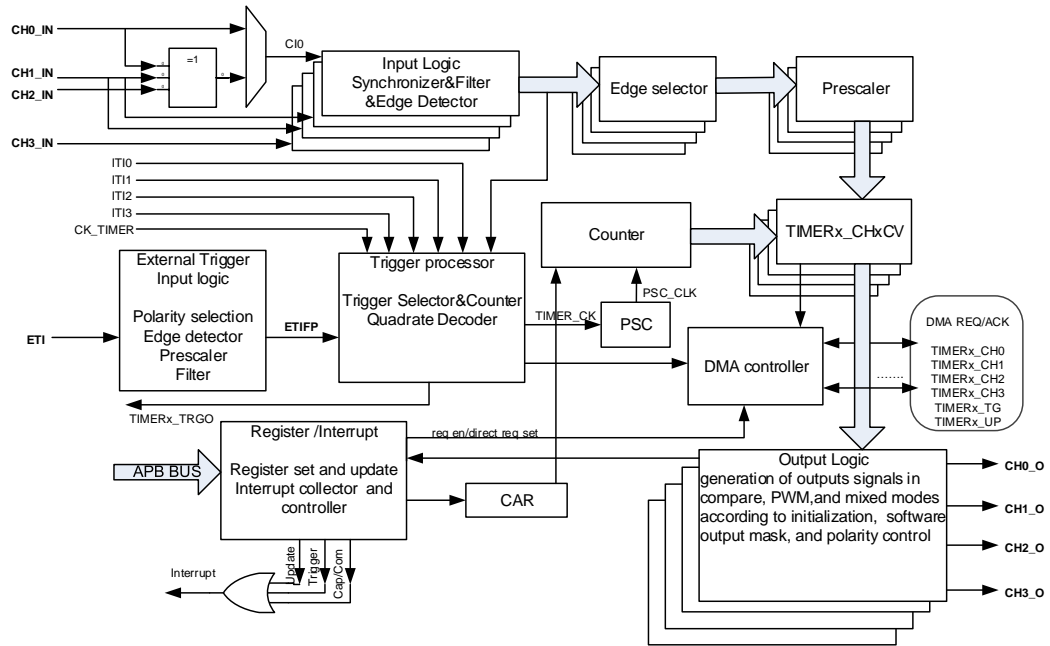 CH0_IN
CH1_IN
CH2_IN
CH3_IN
=1
CI0
Input Logic
Synchronizer&Filter
&Edge Detector
Edge selector
Prescaler
ITI0
ITI1
ITI2
ITI3
CK_TIMER
Counter
TIMERx_CHxCV
External Trigger
Input logic
Polarity selection
Edge detector
Prescaler
Filter
ETI
ETIFP
Trigger processor
Trigger Selector&Counter
Quadrate Decoder
TIMER_CK
PSC
PSC_CLK
DMA controller
DMA REQ/ACK
TIMERx_CH0
TIMERx_CH1
TIMERx_CH2
TIMERx_CH3
TIMERx_TG
TIMERx_UP
........
TIMERx_TRGO
Register /Interrupt
Register set and update
Interrupt collector and
controller
APB BUS
req en/direct req set
CAR
Output Logic
generation of outputs signals in
compare, PWM,and mixed modes
according to initialization, software
output mask, and polarity control
CH0_O
CH1_O
CH2_O
CH3_O
Update
Trigger
Cap/Com
Interrupt